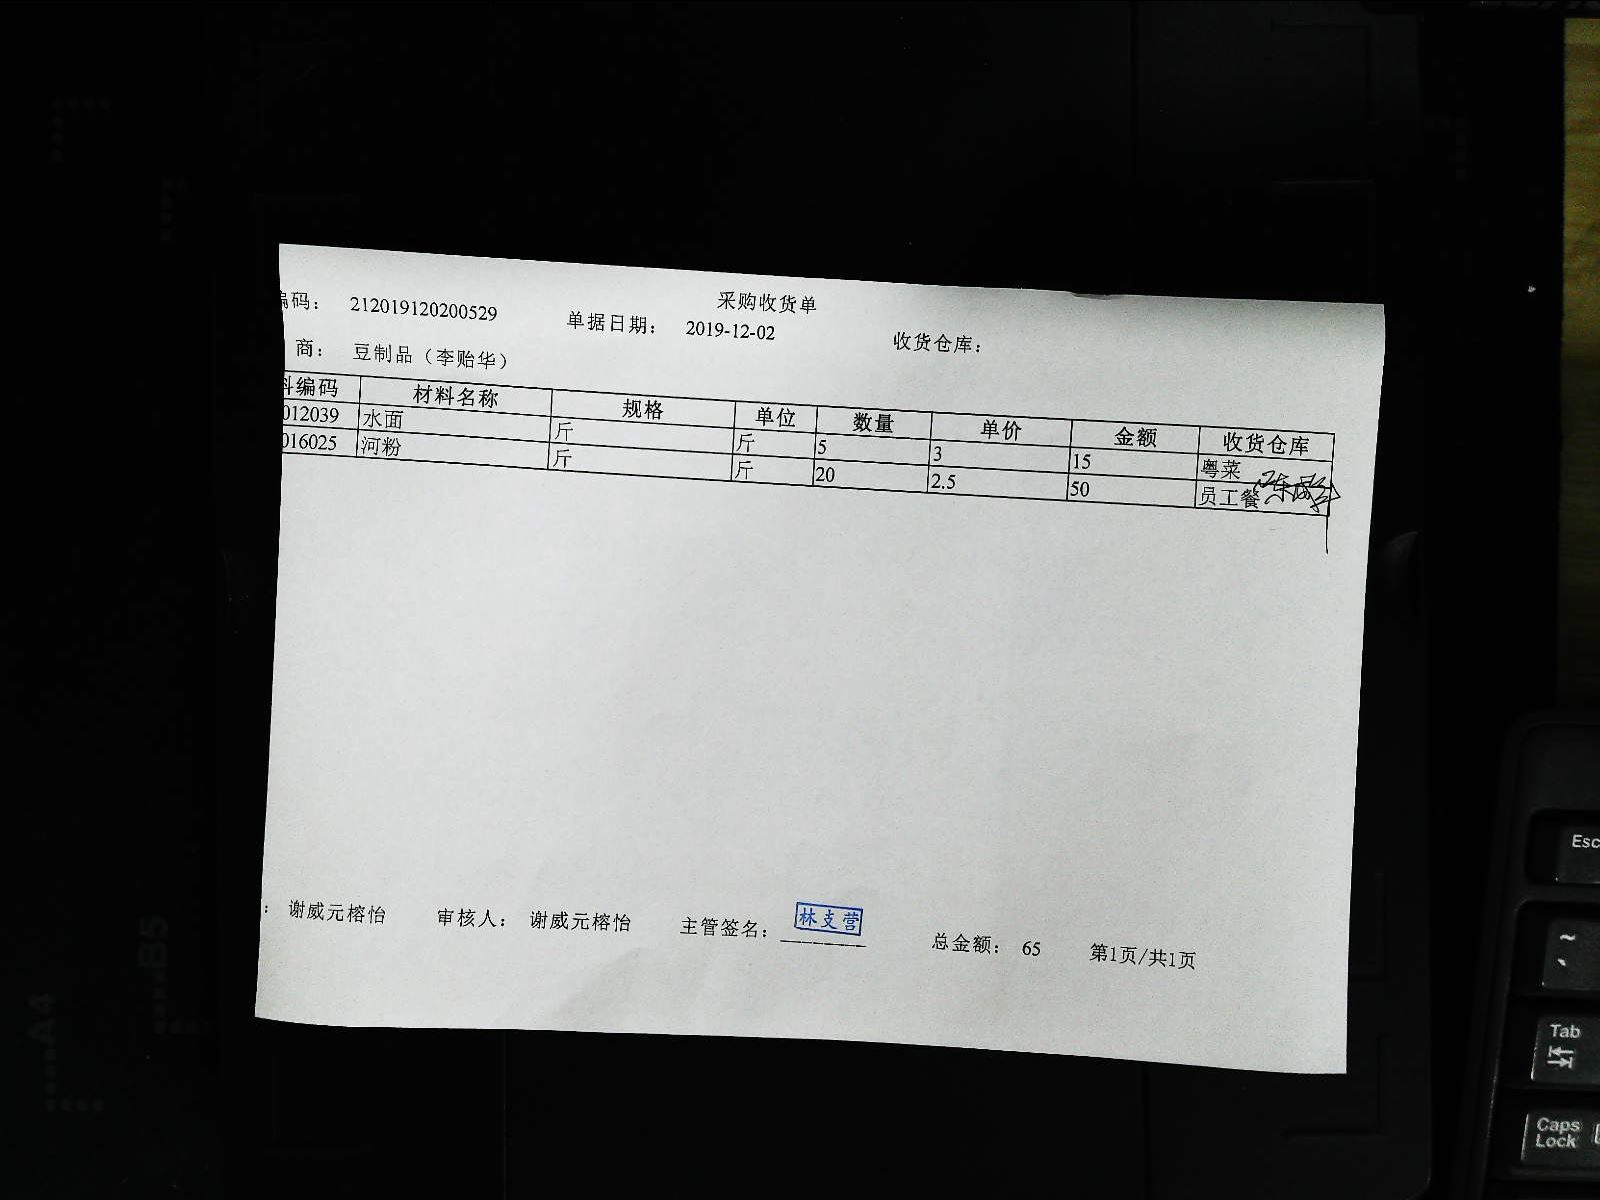 采购收货单
编码： 212019120200529 单据日期： 2019-12-02 收货仓库：
商： 豆制品（李贻华）
料编码 材料名称 规格 单位 数量 单价 金额 收货仓库
012039 水面 斤 斤 5 3 15 粤菜
016025 河粉 斤 斤 20 2.5 50 员工餐
： 谢威元榕怡 审核人： 谢威元榕怡 主管签名： 林支营 总金额： 65 第1页/共1页
A4
B5
Esc
~
Tab
Caps Lock